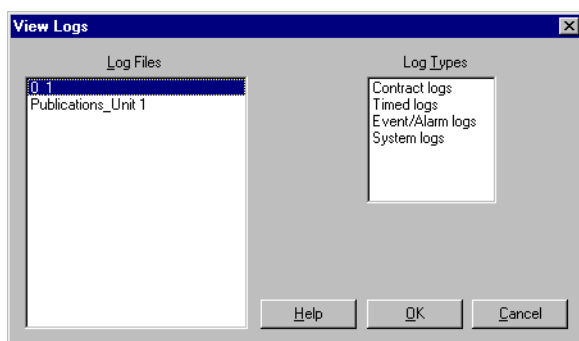 View Logs
Log Files
Log Types
0_1
Publications_Unit 1
Contract logs
Timed logs
Event/Alarm logs
System logs
Help
OK
Cancel